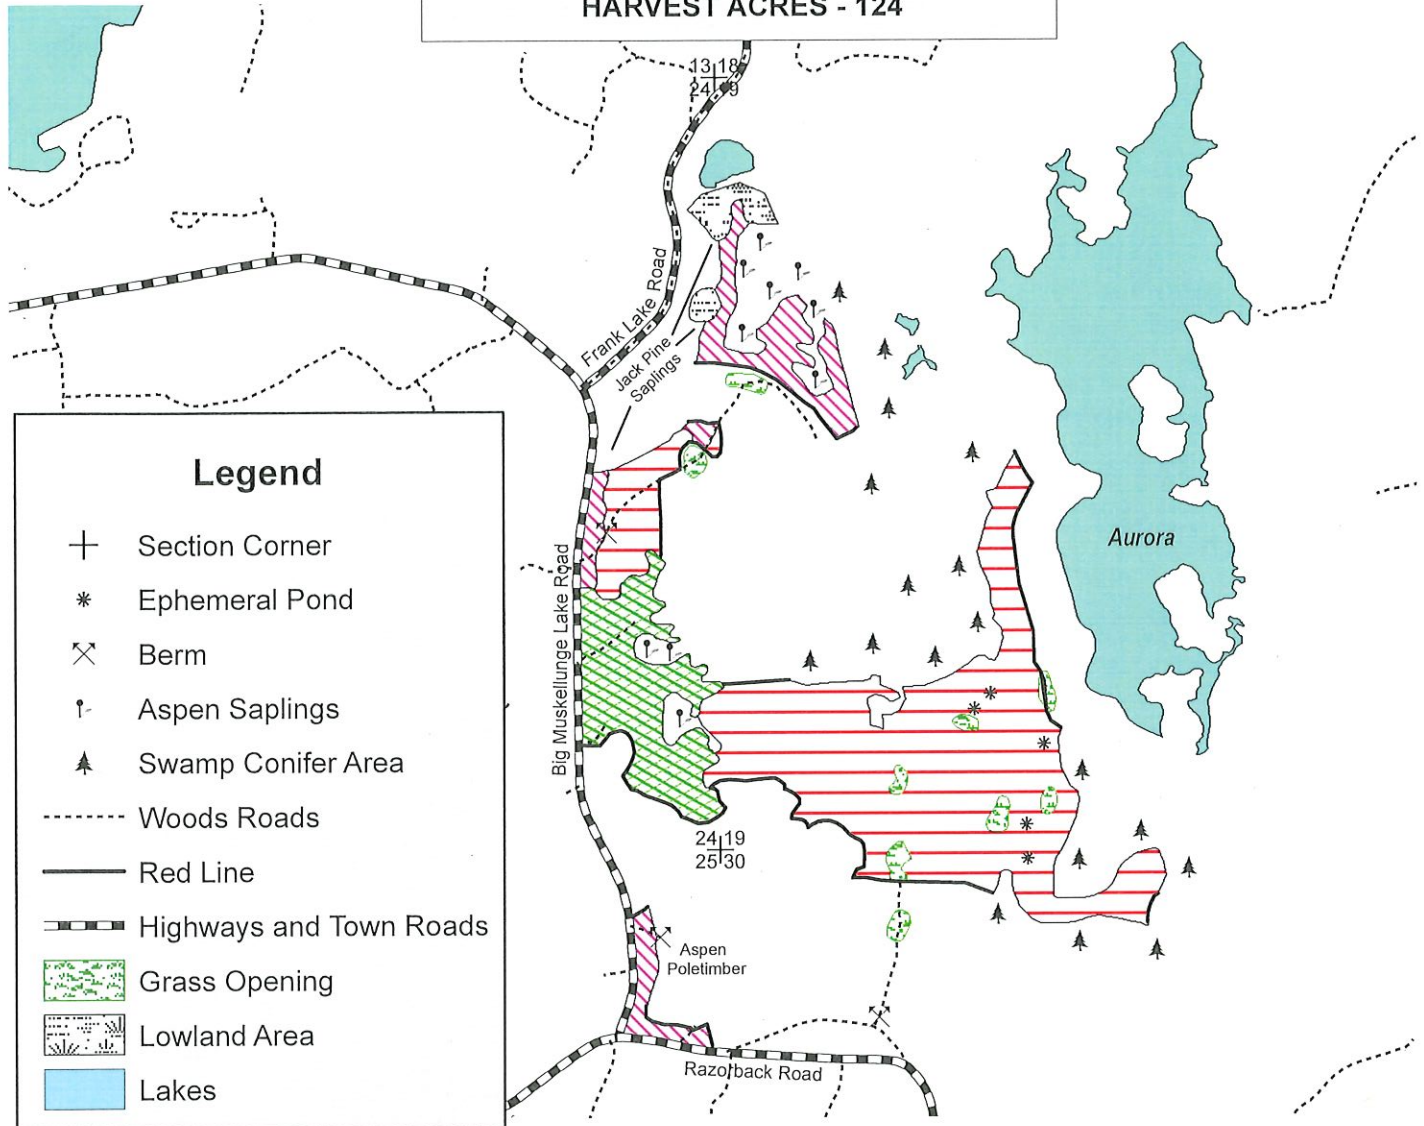 HARVEST ACRES - 124
13 18
24 19
Frank Lake Road
Jack Pine
Saplings
Legend
Section Corner
Ephemeral Pond
Berm
Aspen Saplings
Swamp Conifer Area
Woods Roads
Red Line
Highways and Town Roads
Grass Opening
Lowland Area
Lakes
Big Muskellunge Lake Road
Aurora
24 19
25 30
Aspen
Poletimber
Razorback Road